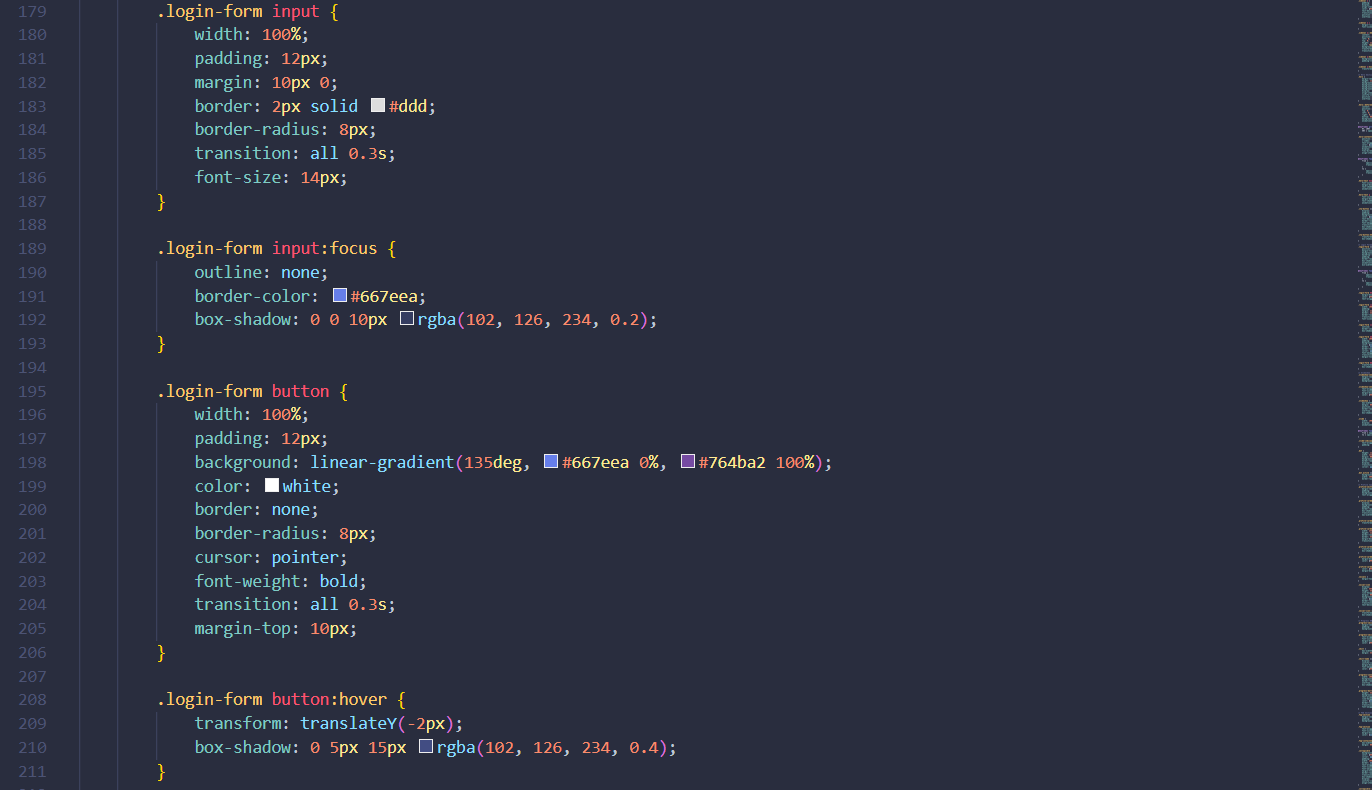 179 .login-form input {
180 width: 100%;
181 padding: 12px;
182 margin: 10px 0;
183 border: 2px solid #ddd;
184 border-radius: 8px;
185 transition: all 0.3s;
186 font-size: 14px;
187 }
188
189 .login-form input:focus {
190 outline: none;
191 border-color: #667eea;
192 box-shadow: 0 0 10px rgba(102, 126, 234, 0.2);
193 }
194
195 .login-form button {
196 width: 100%;
197 padding: 12px;
198 background: linear-gradient(135deg, #667eea 0%, #764ba2 100%);
199 color: white;
200 border: none;
201 border-radius: 8px;
202 cursor: pointer;
203 font-weight: bold;
204 transition: all 0.3s;
205 margin-top: 10px;
206 }
207
208 .login-form button:hover {
209 transform: translateY(-2px);
210 box-shadow: 0 5px 15px rgba(102, 126, 234, 0.4);
211 }